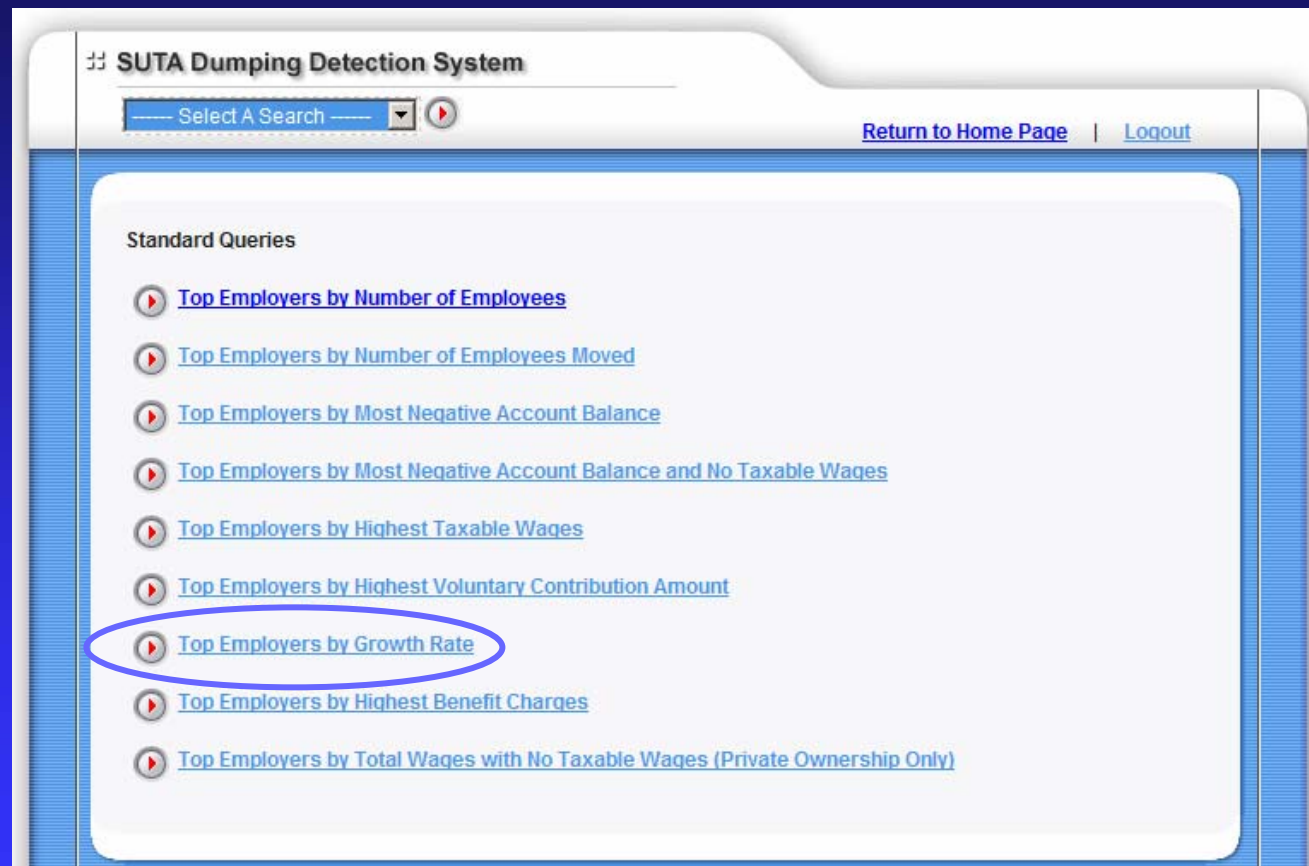 SUTA Dumping Detection System
------ Select A Search ------
Return to Home Page | Logout
Standard Queries
Top Employers by Number of Employees
Top Employers by Number of Employees Moved
Top Employers by Most Negative Account Balance
Top Employers by Most Negative Account Balance and No Taxable Wages
Top Employers by Highest Taxable Wages
Top Employers by Highest Voluntary Contribution Amount
Top Employers by Growth Rate
Top Employers by Highest Benefit Charges
Top Employers by Total Wages with No Taxable Wages (Private Ownership Only)